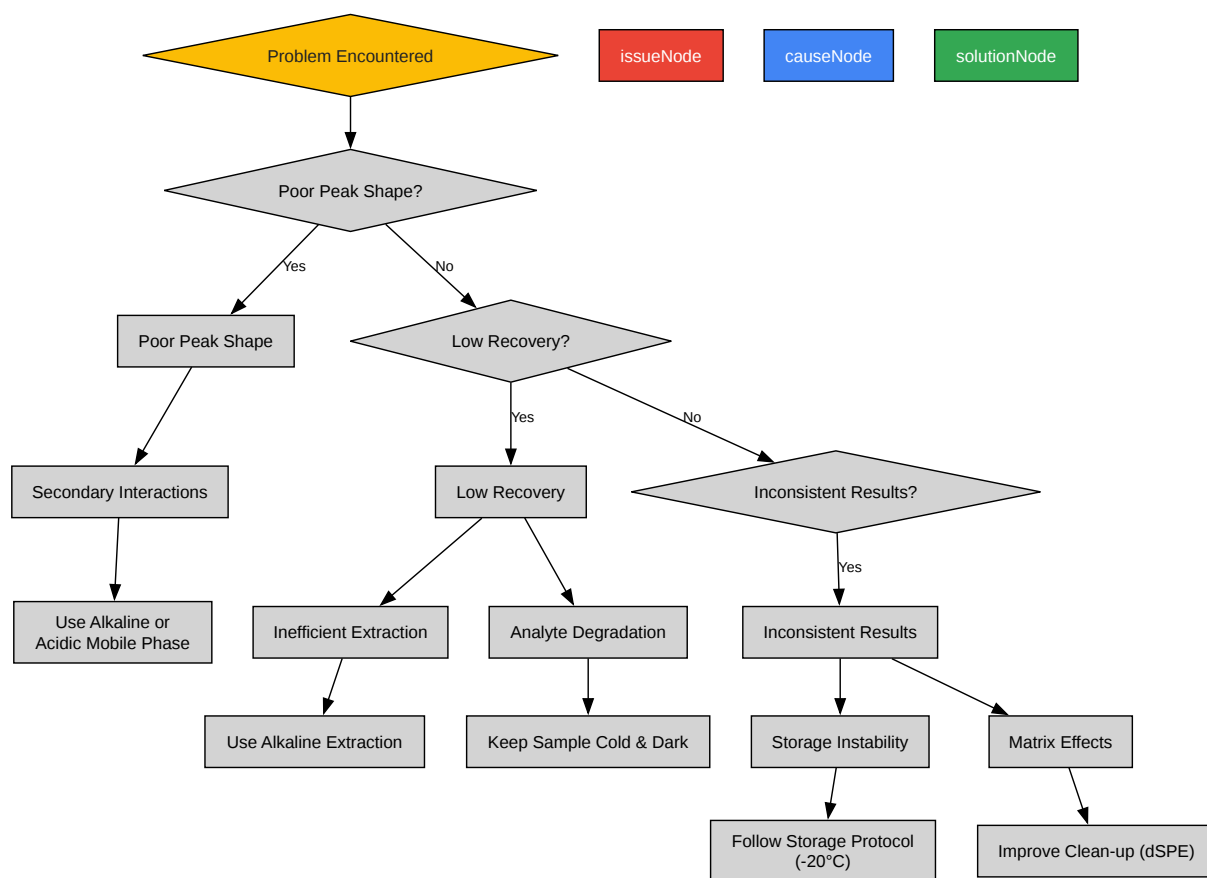 Problem Encountered
issueNode
causeNode
solutionNode
Poor Peak Shape?
Yes
No
Poor Peak Shape
Low Recovery?
Yes
No
Secondary Interactions
Low Recovery
Inconsistent Results?
Yes
Use Alkaline or
Acidic Mobile Phase
Inefficient Extraction
Analyte Degradation
Inconsistent Results
Use Alkaline Extraction
Keep Sample Cold & Dark
Storage Instability
Matrix Effects
Follow Storage Protocol
(-20°C)
Improve Clean-up (dSPE)